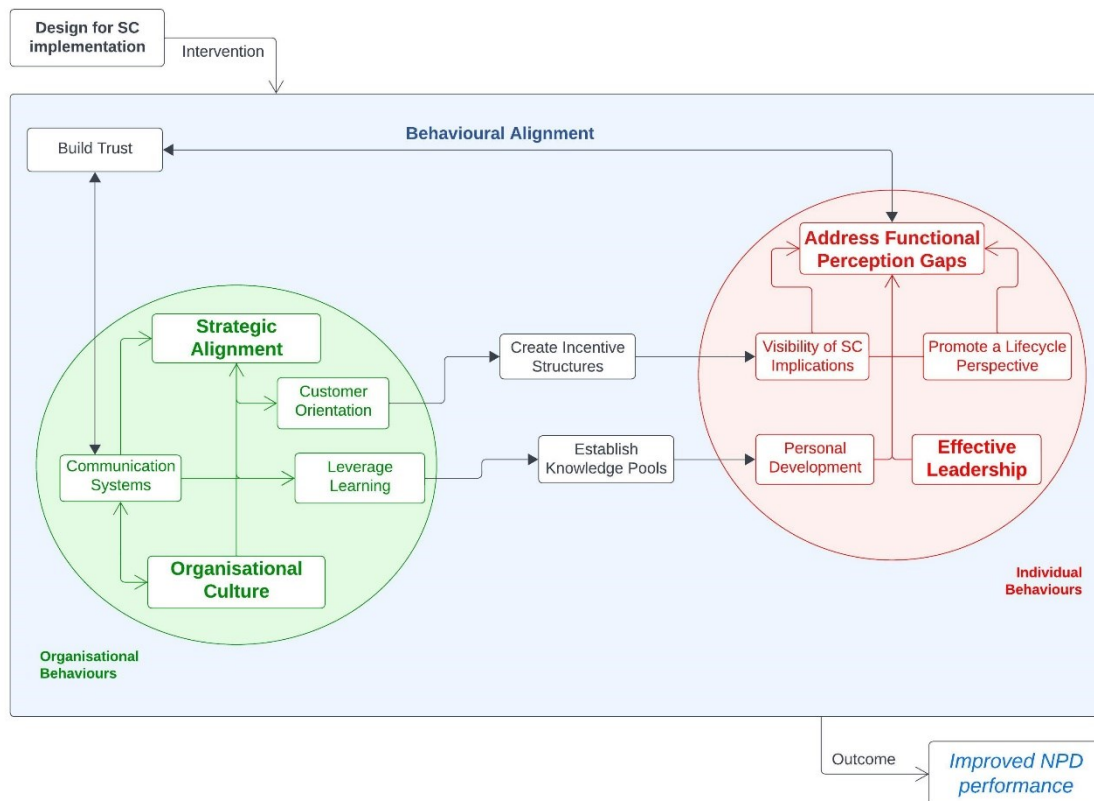 Design for SC
implementation
Intervention
Behavioural Alignment
Build Trust
Address Functional
Perception Gaps
Strategic
Alignment
Create Incentive
Structures
Visibility of SC
Implications
Promote a Lifecycle
Perspective
Customer
Orientation
Communication
Systems
Leverage
Learning
Establish
Knowledge Pools
Personal
Development
Effective
Leadership
Organisational
Culture
Individual
Behaviours
Organisational
Behaviours
Outcome
Improved NPD
performance